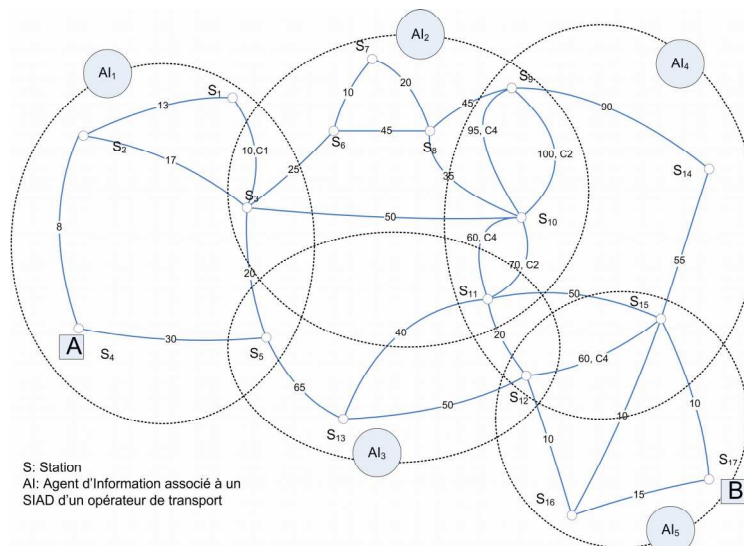 AI₁
AI₂
AI₄
S₇
S₁
S₉
13
10
20
45
90
95, C4
S₂
S₆
45
S₈
10,C1
100, C2
17
25
35
S₁₄
S₃
8
50
S₁₀
60, C4
70, C2
20
55
S₁₁
50
S₁₅
A
S₄
30
S₅
40
20
60, C4
65
S₁₂
50
10
10
S₁₃
10
AI₃
S₁₇
B
S₁₆
15
AI₅
S: Station
AI: Agent d'Information associé à un
SIAD d'un opérateur de transport